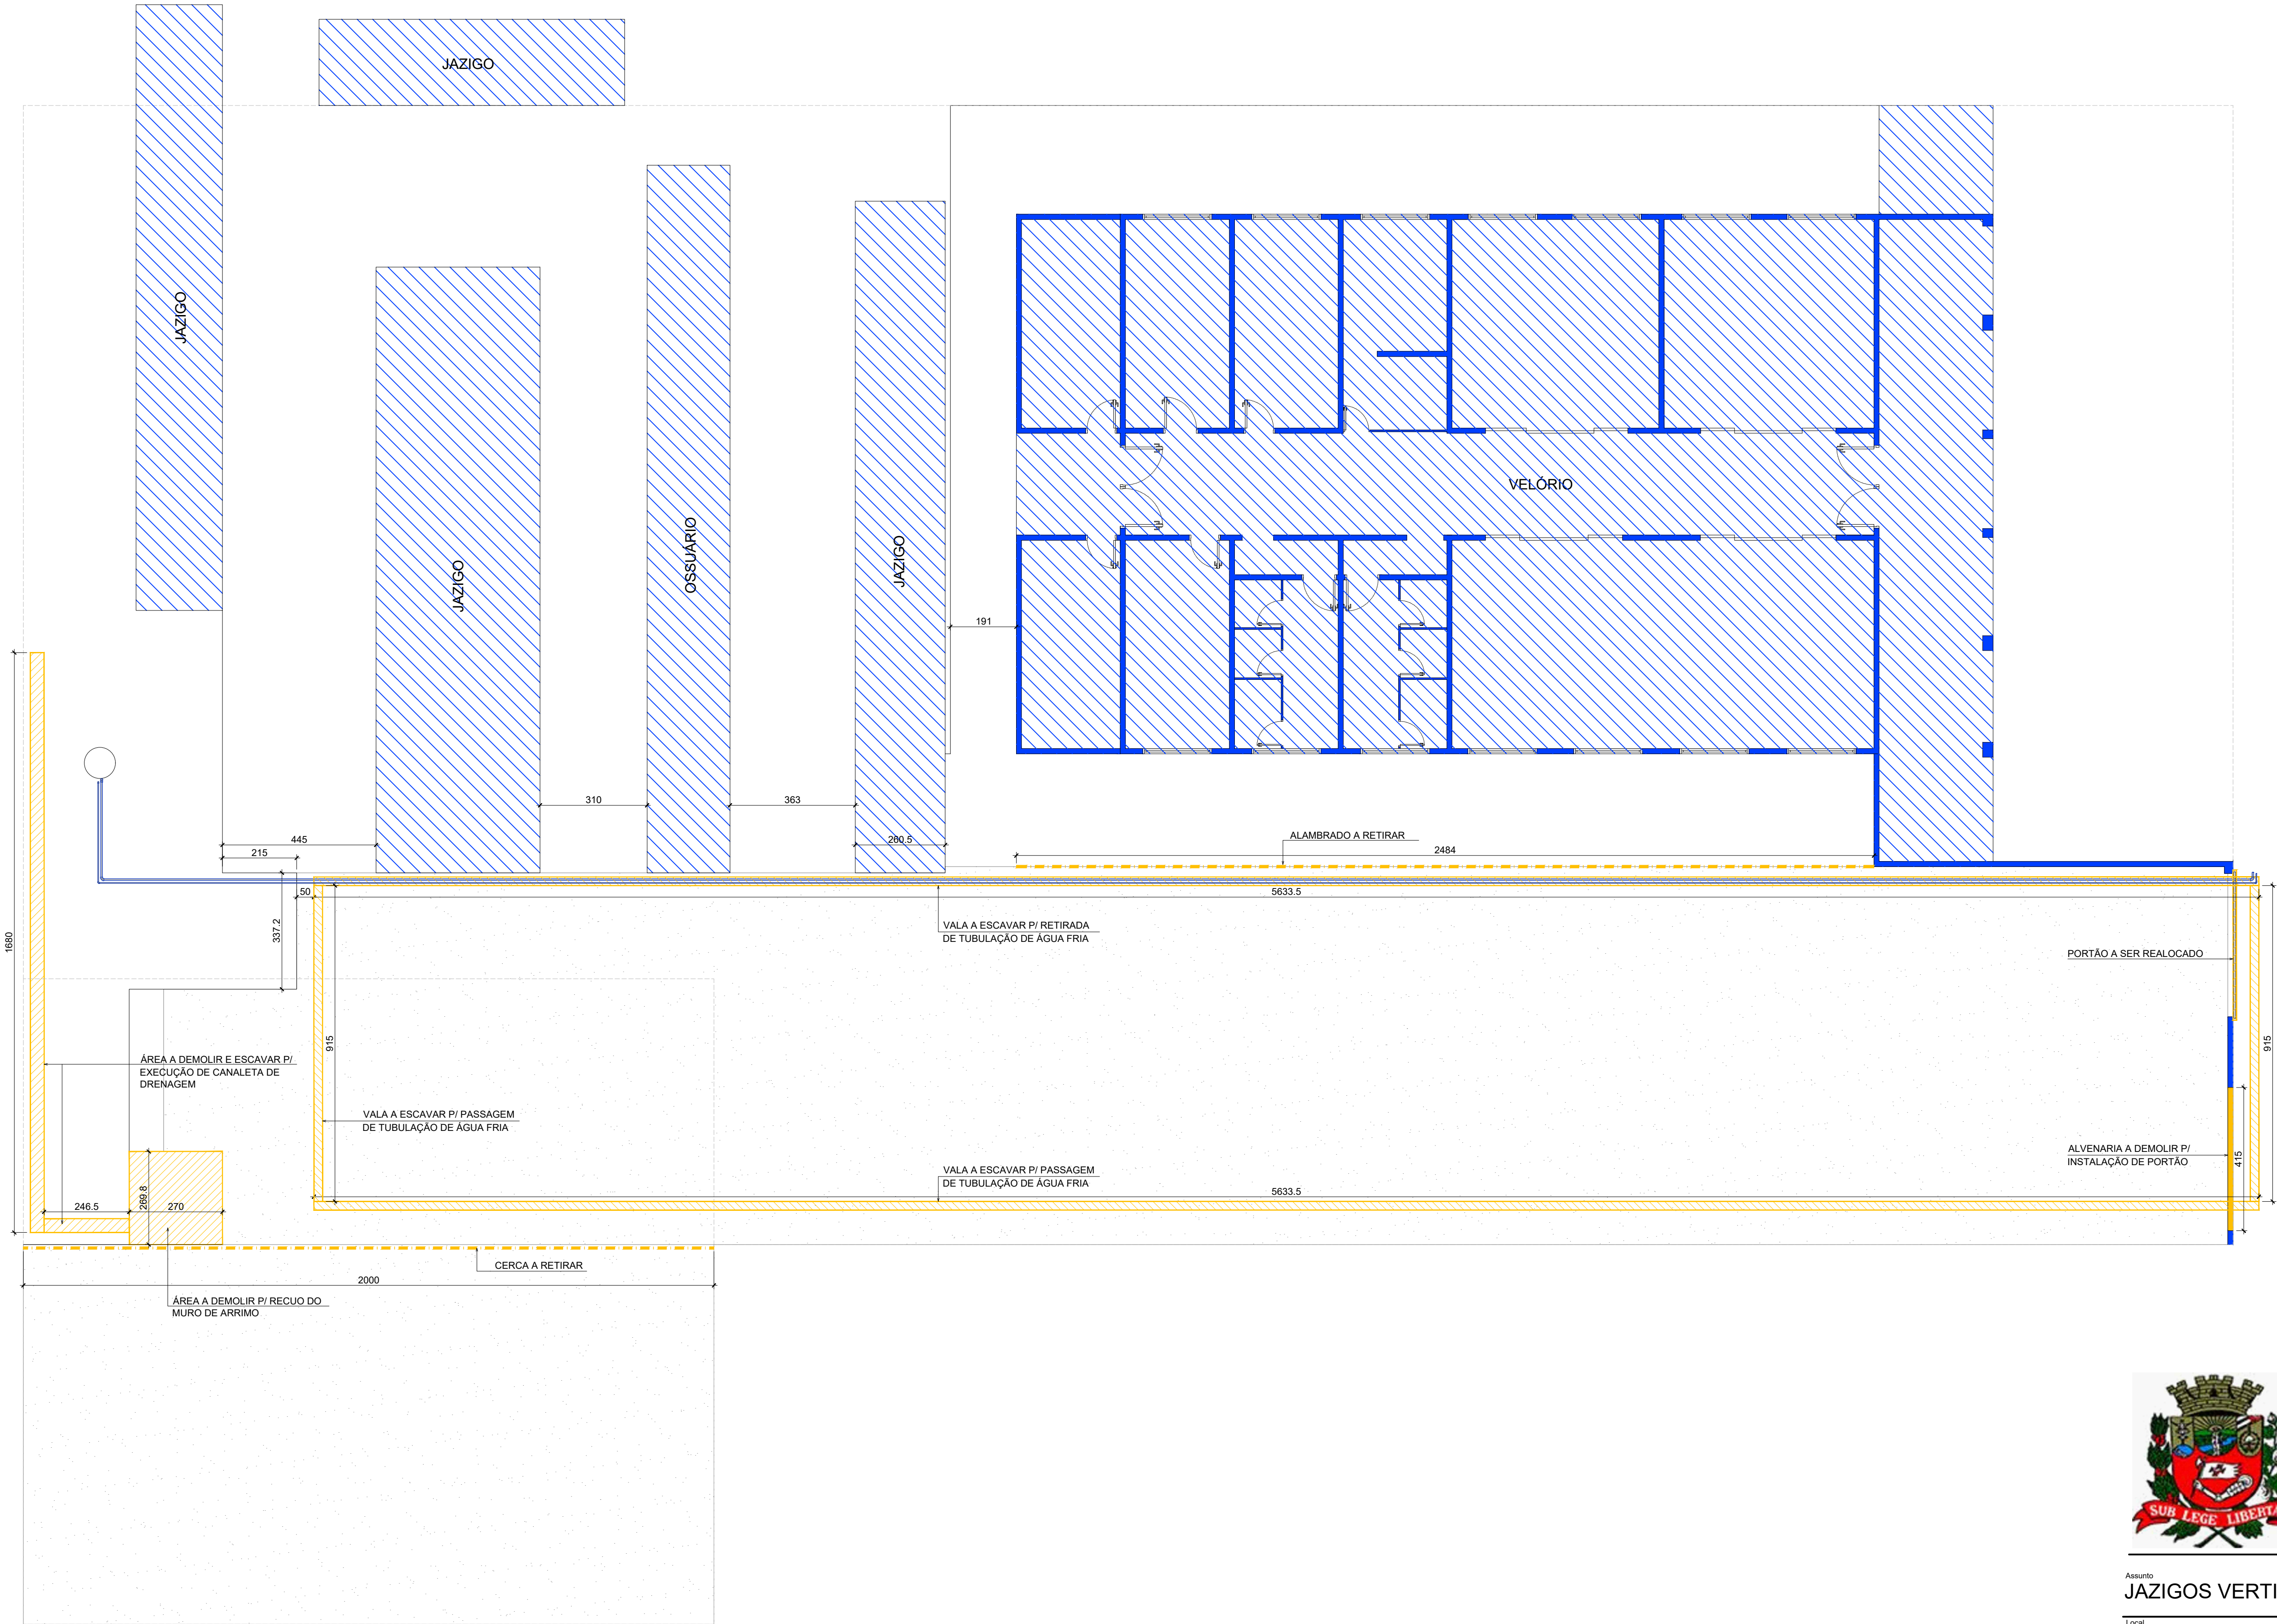 JAZIGO
JAZIGO
JAZIGO
OSSUÁRIO
JAZIGO
VELÓRIO
191
310
363
445
215
260.5
ALAMBRADO A RETIRAR
2484
50
5633.5
337.2
1680
VALA A ESCAVAR P/ RETIRADA
DE TUBULAÇÃO DE ÁGUA FRIA
PORTÃO A SER REALOCADO
915
915
ÁREA A DEMOLIR E ESCAVAR P/
EXECUÇÃO DE CANALETA DE
DRENAGEM
VALA A ESCAVAR P/ PASSAGEM
DE TUBULAÇÃO DE ÁGUA FRIA
ALVENARIA A DEMOLIR P/
INSTALAÇÃO DE PORTÃO
415
VALA A ESCAVAR P/ PASSAGEM
DE TUBULAÇÃO DE ÁGUA FRIA
5633.5
246.5
269.8
270
CERCA A RETIRAR
2000
ÁREA A DEMOLIR P/ RECUO DO
MURO DE ARRIMO
SUB LEGE LIBERTA
Assunto
JAZIGOS VERTI
Local